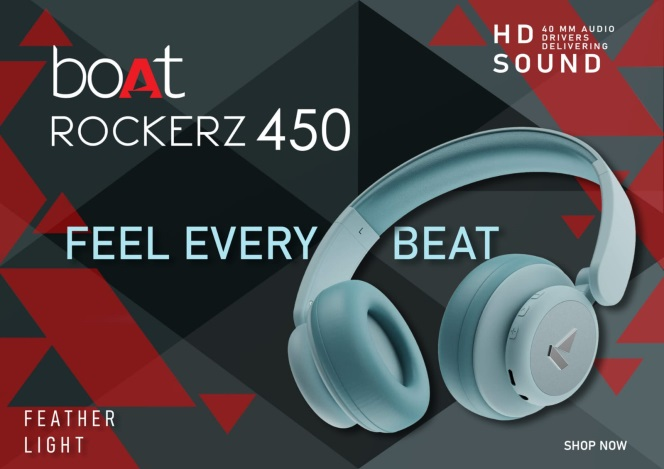 boAt
ROCKERZ 450
HD
40 MM AUDIO
DRIVERS
DELIVERING
SOUND
FEEL EVERY BEAT
L
FEATHER
LIGHT
SHOP NOW